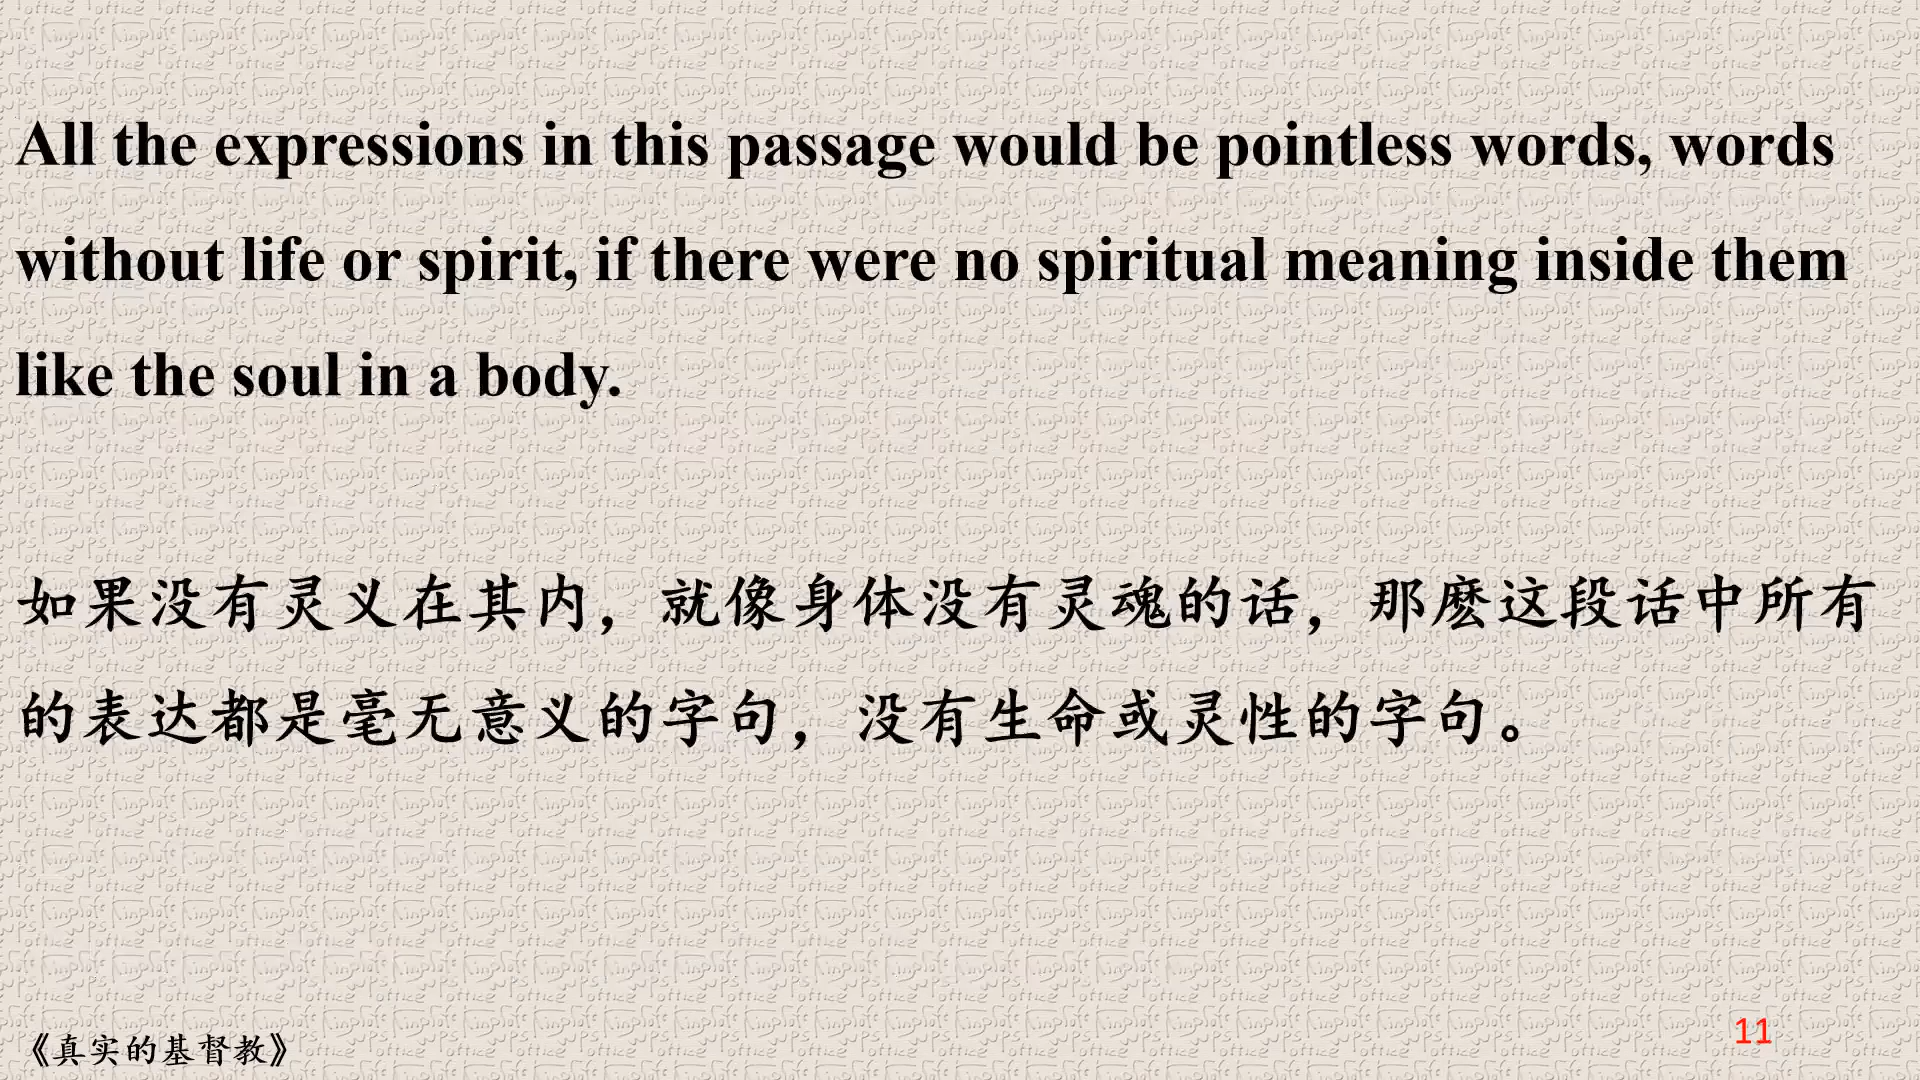 All the expressions in this passage would be pointless words, words
without life or spirit, if there were no spiritual meaning inside them
like the soul in a body.
如果没有灵义在其内，就像身体没有灵魂的话，那麽这段话中所有
的表达都是毫无意义的字句，没有生命或灵性的字句。
《真实的基督教》
11